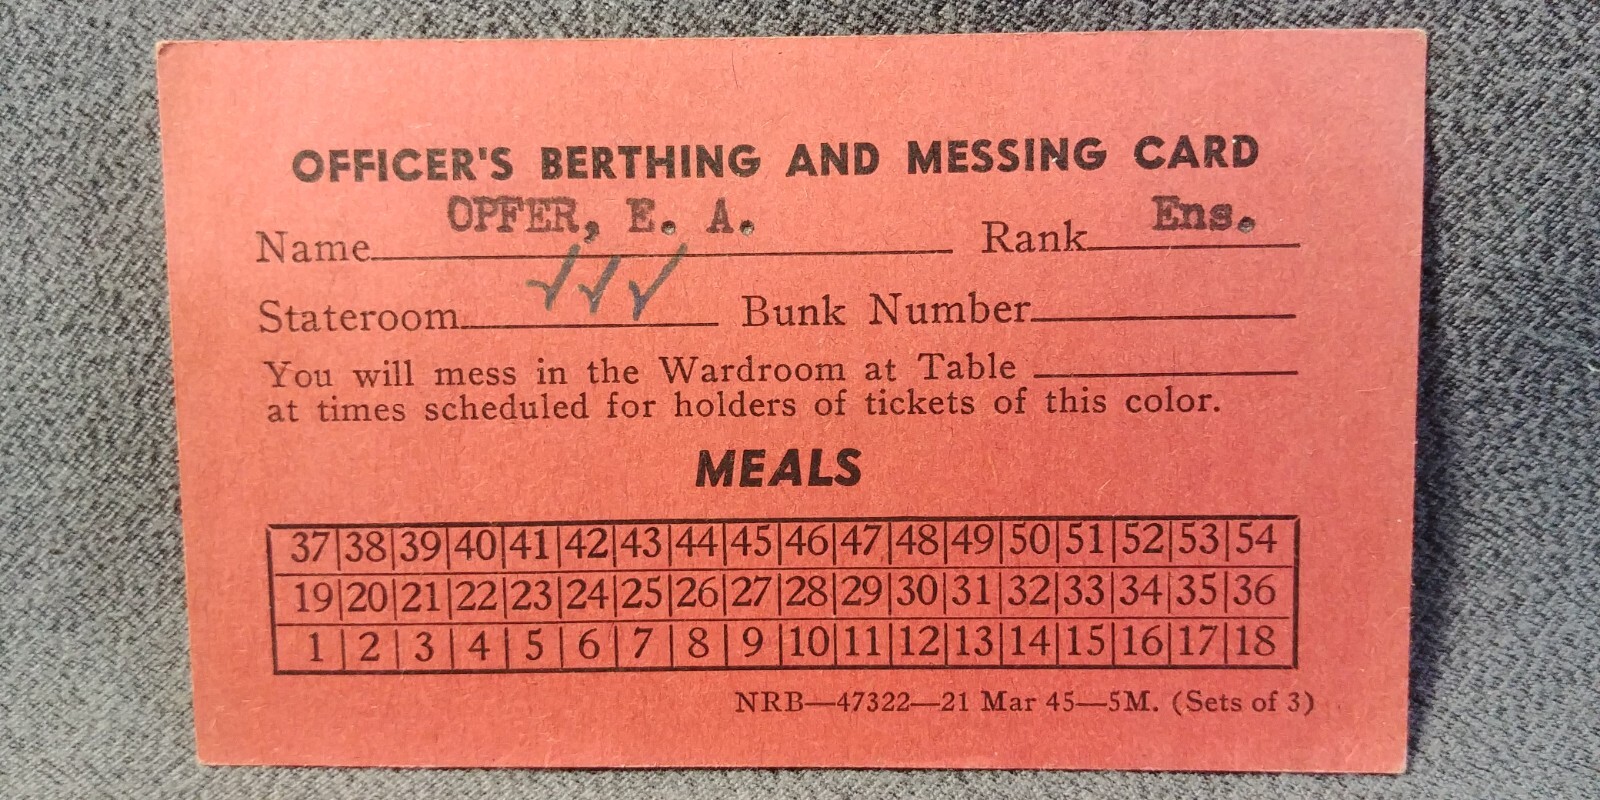 OFFICER'S BERTHING AND MESSING CARD
Name OPFER, E. A. Rank Ens.
Stateroom ✓✓✓ Bunk Number
You will mess in the Wardroom at Table
at times scheduled for holders of tickets of this color.
MEALS
37 38 39 40 41 42 43 44 45 46 47 48 49 50 51 52 53 54
19 20 21 22 23 24 25 26 27 28 29 30 31 32 33 34 35 36
1 2 3 4 5 6 7 8 9 10 11 12 13 14 15 16 17 18
NRB—47322—21 Mar 45—5M. (Sets of 3)